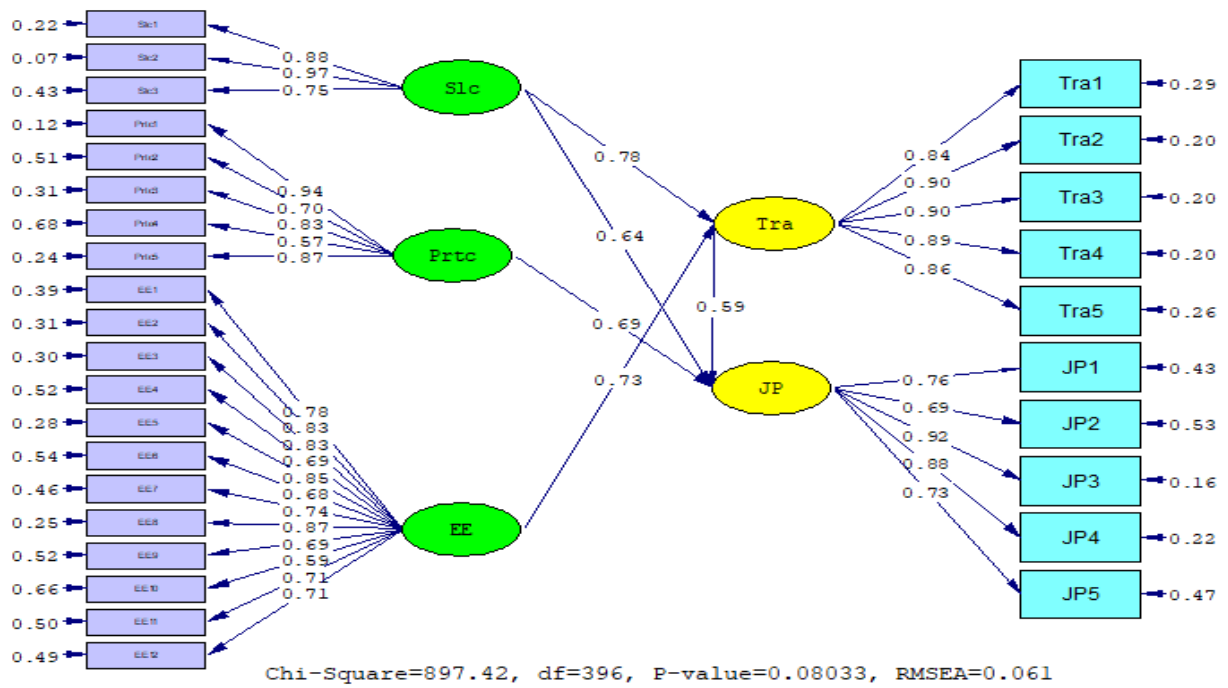 0.22 Slc1
0.07 Slc2
0.43 Slc3
0.12 Prtc1
0.51 Prtc2
0.31 Prtc3
0.68 Prtc4
0.24 Prtc5
0.39 EE1
0.31 EE2
0.30 EE3
0.52 EE4
0.28 EE5
0.54 EE6
0.46 EE7
0.25 EE8
0.52 EE9
0.66 EE10
0.50 EE11
0.49 EE12
0.88
0.97
0.75
0.94
0.70
0.83
0.57
0.87
0.78
0.83
0.83
0.69
0.85
0.68
0.74
0.87
0.69
0.59
0.71
0.71
Slc
Prtc
EE
0.78
0.64
0.69
0.59
0.73
Tra
JP
0.84
0.90
0.90
0.89
0.86
0.76
0.69
0.92
0.88
0.73
Tra1 0.29
Tra2 0.20
Tra3 0.20
Tra4 0.20
Tra5 0.26
JP1 0.43
JP2 0.53
JP3 0.16
JP4 0.22
JP5 0.47
Chi-Square=897.42, df=396, P-value=0.08033, RMSEA=0.061